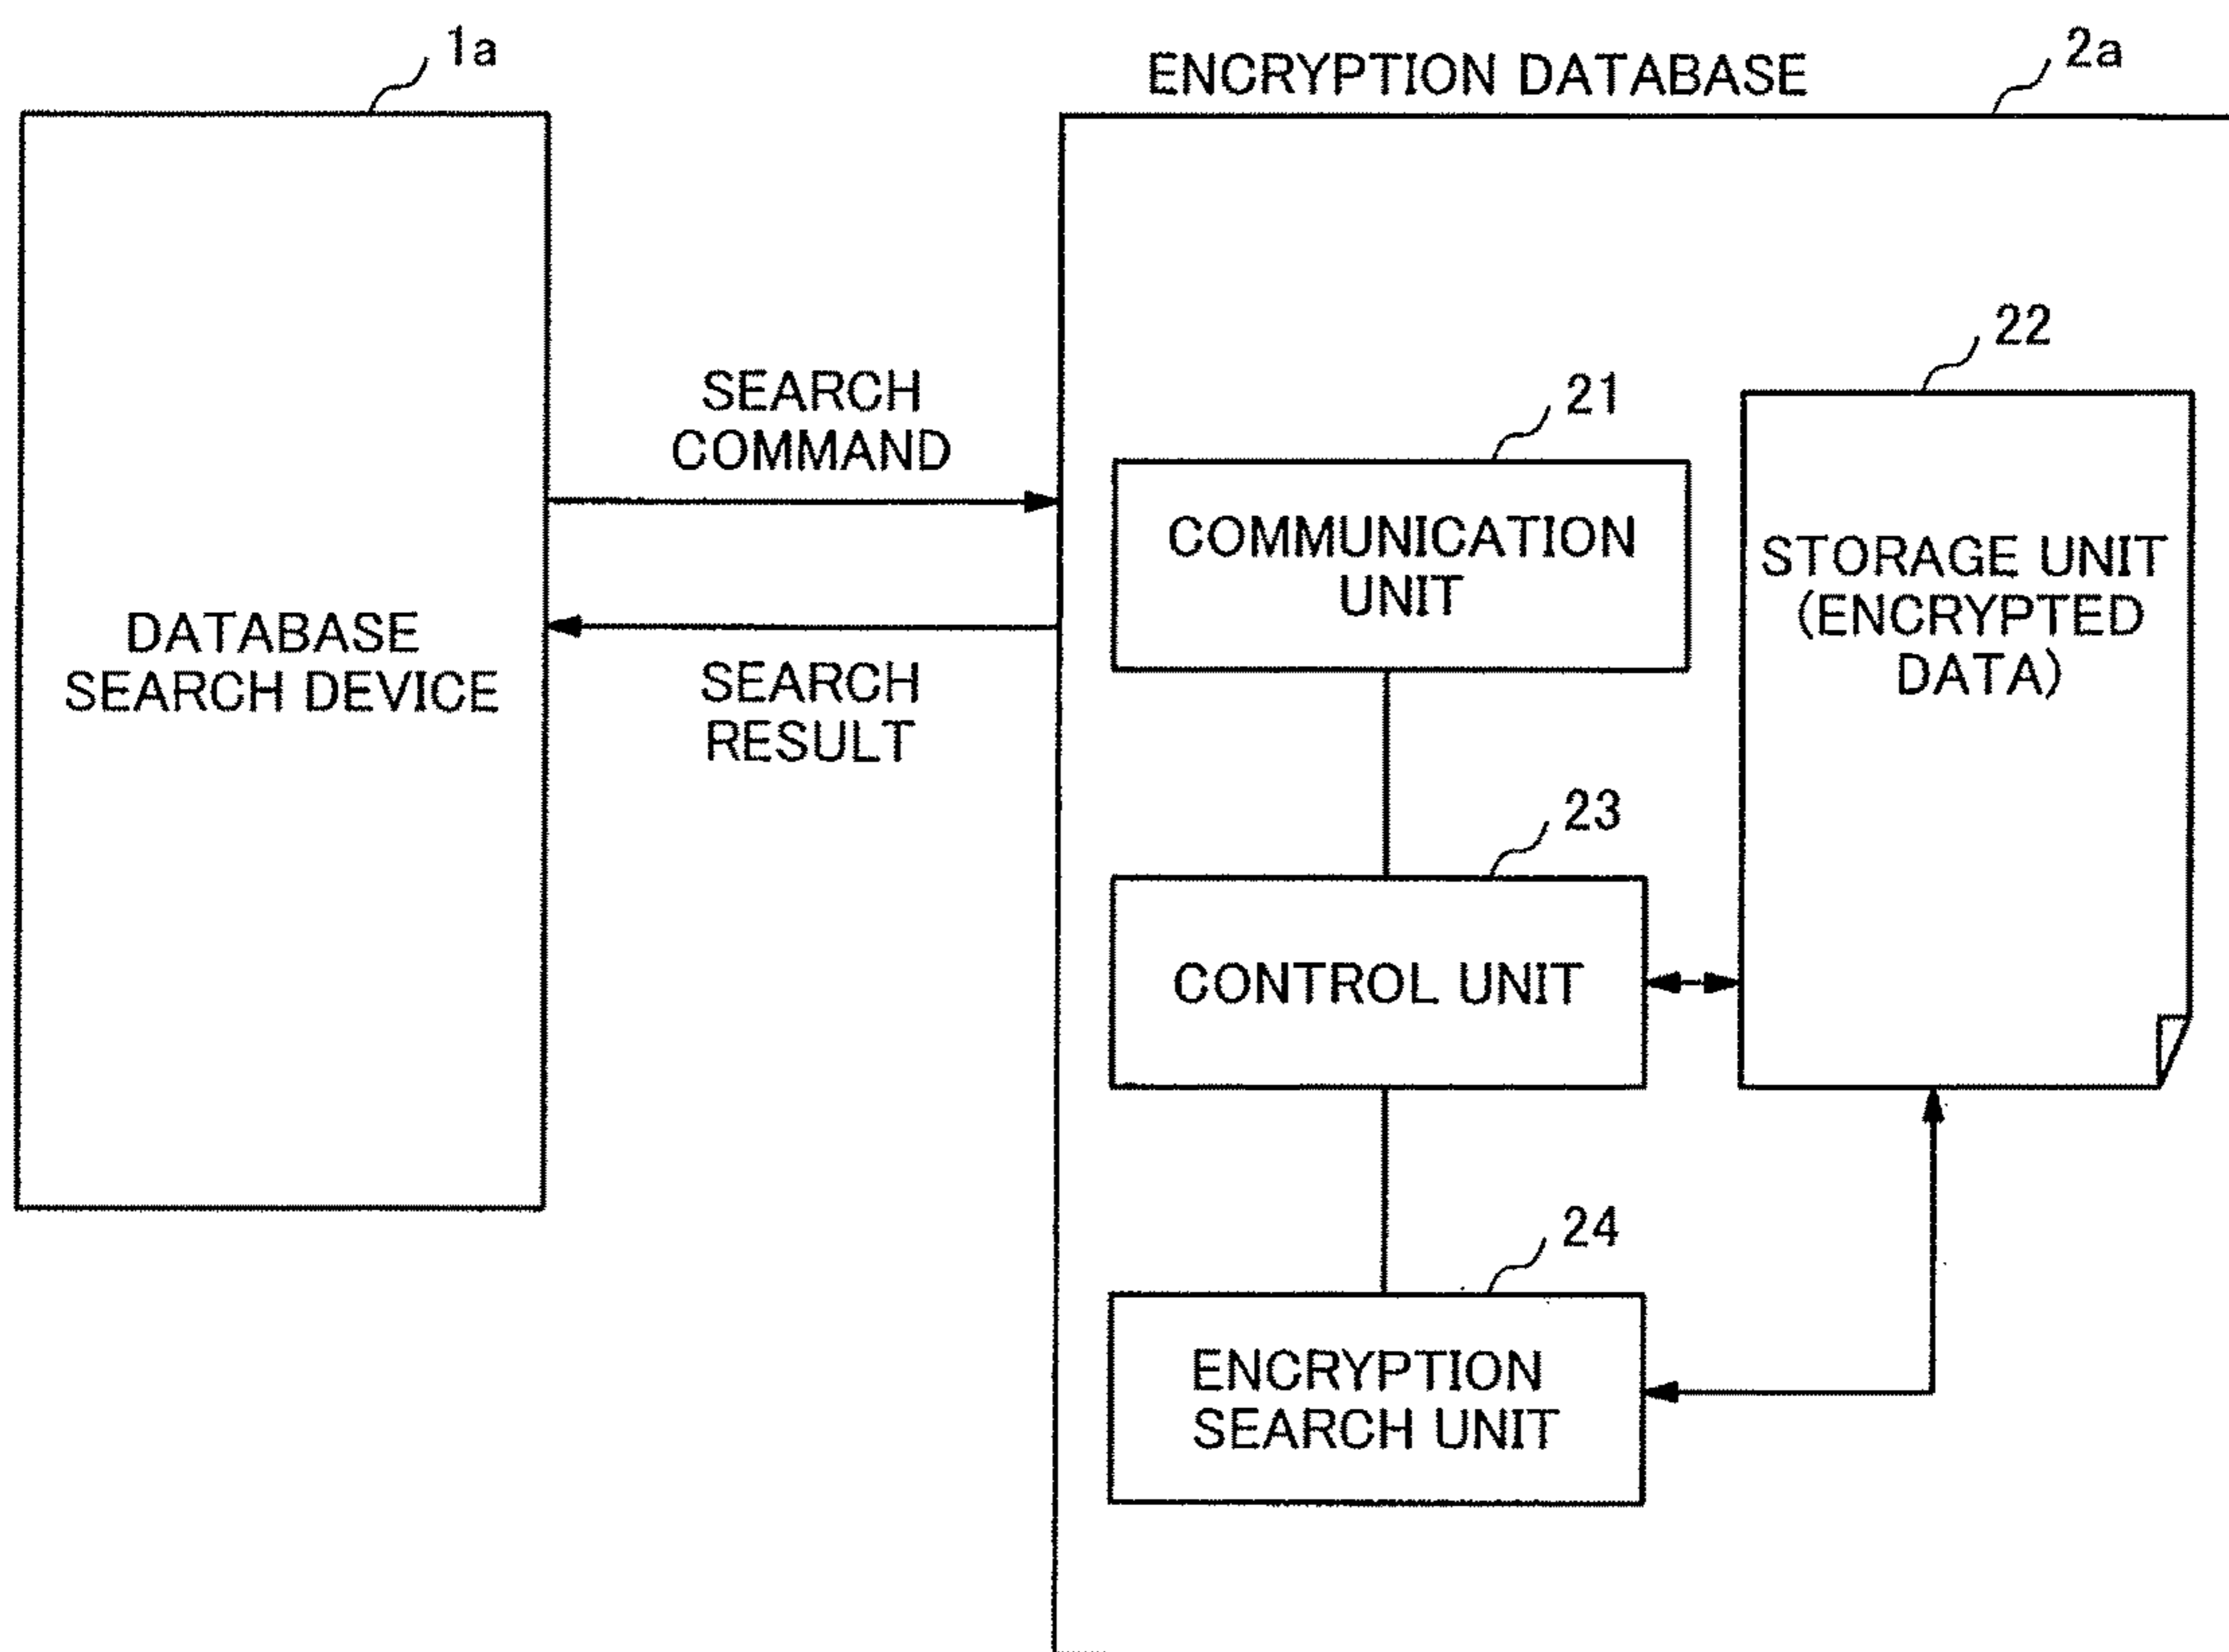 1a
ENCRYPTION DATABASE
2a
DATABASE
SEARCH DEVICE
SEARCH
COMMAND
SEARCH
RESULT
21
COMMUNICATION
UNIT
22
STORAGE UNIT
(ENCRYPTED
DATA)
23
CONTROL UNIT
24
ENCRYPTION
SEARCH UNIT